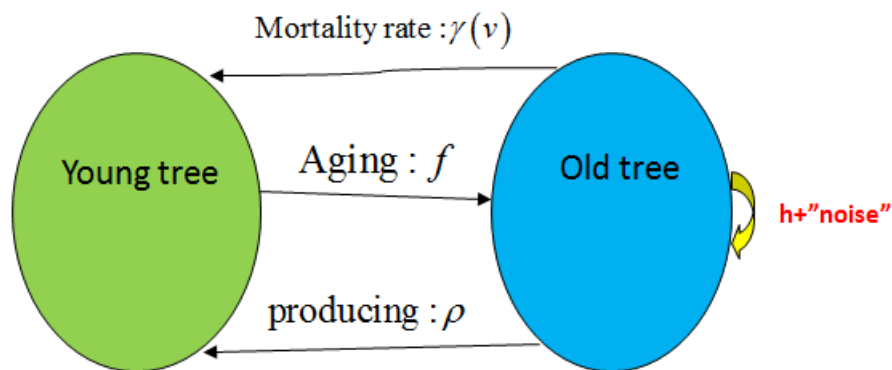 Mortality rate : γ(v)
Young tree
Aging : f
Old tree
h+”noise”
producing : ρ